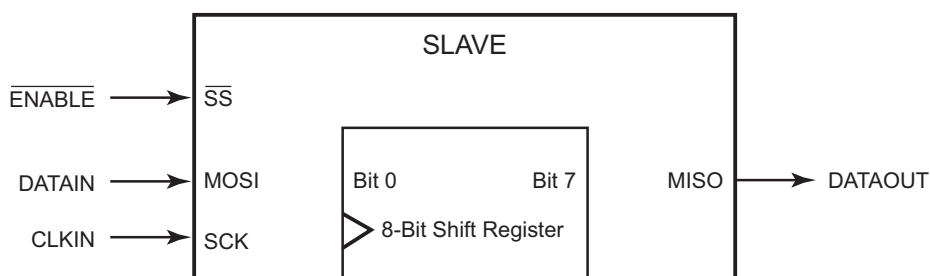 SLAVE
ENABLE SS
DATAIN MOSI Bit 0 Bit 7 MISO DATAOUT
8-Bit Shift Register
CLKIN SCK